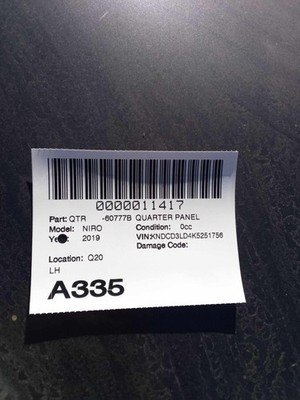 0000011417
Part: QTR -60777B QUARTER PANEL
Model: NIRO Condition: 0cc
2019 VIN:KNDCD3LD4K5251756
Damage Code:
Location: Q20
LH
A335